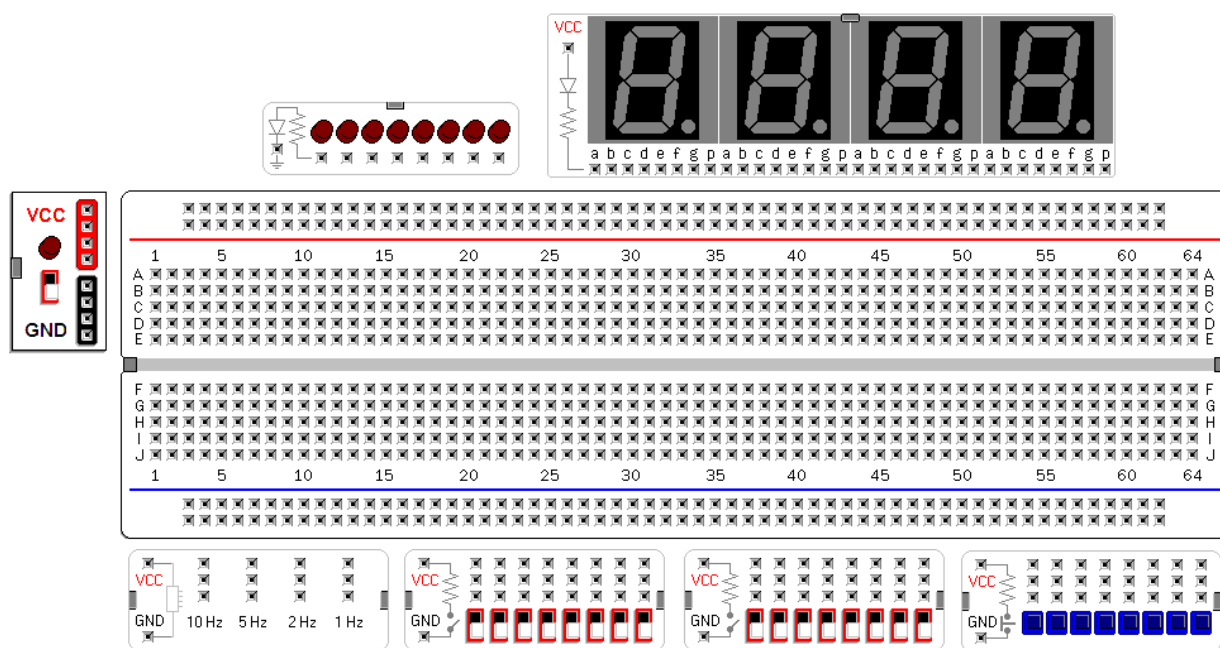 VCC
a b c d e f g p a b c d e f g p a b c d e f g p a b c d e f g p
VCC
GND
1 5 10 15 20 25 30 35 40 45 50 55 60 64
A A
B B
C C
D D
E E
F F
G G
H H
I I
J J
1 5 10 15 20 25 30 35 40 45 50 55 60 64
VCC VCC VCC VCC
GND 10 Hz 5 Hz 2 Hz 1 Hz GND GND GND